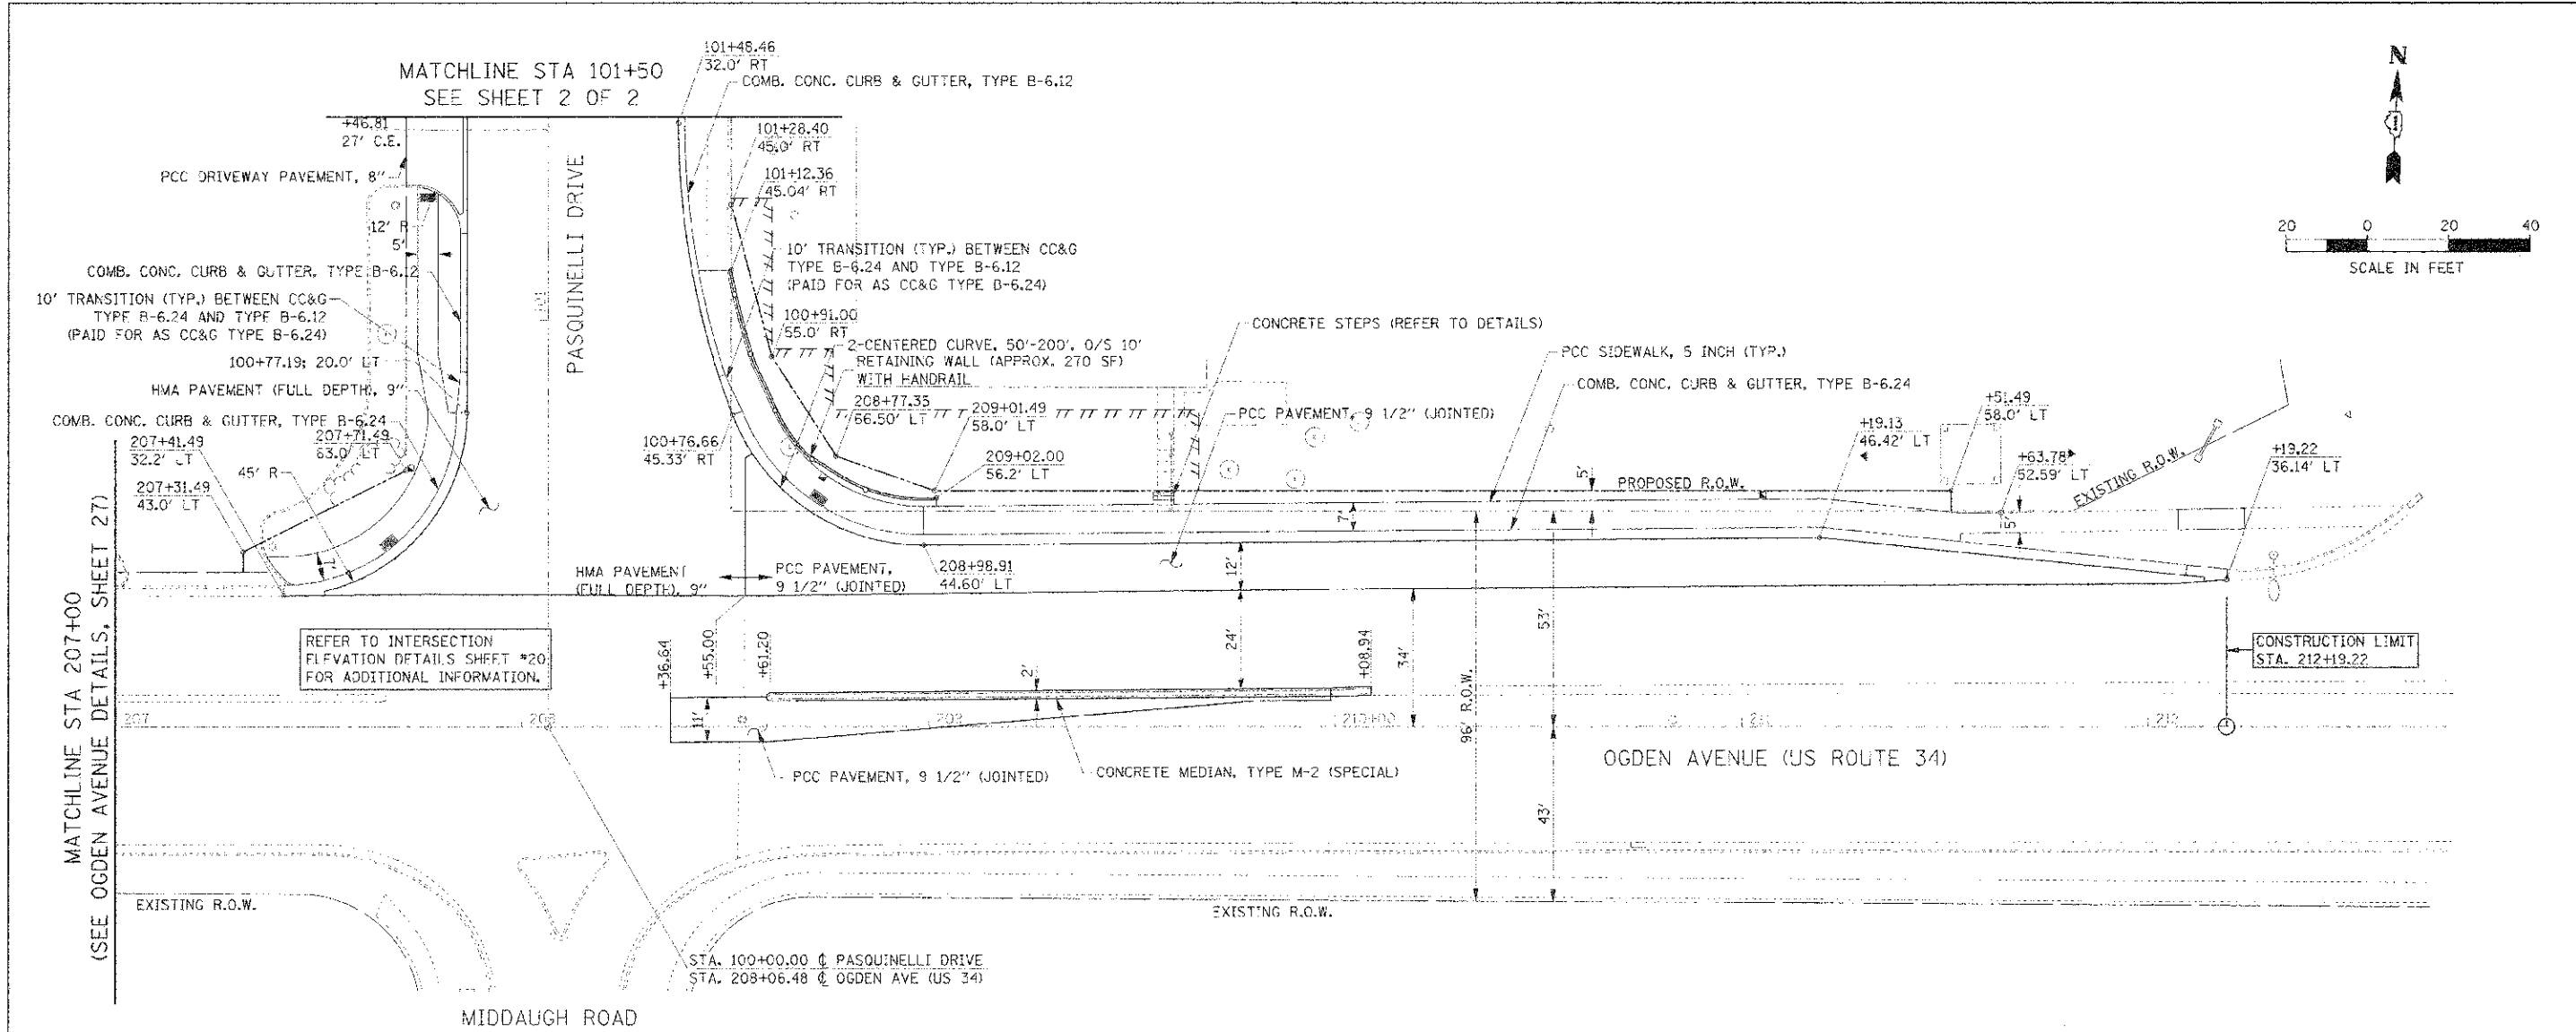 MATCHLINE STA 101+50
SEE SHEET 2 OF 2
101+48.46
32.0' RT
COMB. CONC. CURB & GUTTER, TYPE B-6.12
N
+46.81
27' C.E.
101+28.40
45.0' RT
101+12.36
45.04' RT
PCC DRIVEWAY PAVEMENT, 8"
PASQUINELLI DRIVE
12' R
5'
20 0 20 40
SCALE IN FEET
10' TRANSITION (TYP.) BETWEEN CC&G
TYPE B-6.24 AND TYPE B-6.12
(PAID FOR AS CC&G TYPE B-6.24)
COMB. CONC. CURB & GUTTER, TYPE B-6.12
10' TRANSITION (TYP.) BETWEEN CC&G
TYPE B-6.24 AND TYPE B-6.12
(PAID FOR AS CC&G TYPE B-6.24)
100+77.19; 20.0' LT
HMA PAVEMENT (FULL DEPTH), 9"
COMB. CONC. CURB & GUTTER, TYPE B-6.24
100+91.00
55.0' RT
2-CENTERED CURVE, 50'-200', O/S 10'
RETAINING WALL (APPROX. 270 SF)
WITH HANDRAIL
CONCRETE STEPS (REFER TO DETAILS)
PCC SIDEWALK, 5 INCH (TYP.)
COMB. CONC. CURB & GUTTER, TYPE B-6.24
PCC PAVEMENT, 9 1/2" (JOINTED)
208+77.35
66.50' LT
209+01.49
58.0' LT
209+02.00
56.2' LT
100+76.66
45.33' RT
207+41.49
32.2' LT
207+71.49
63.0' LT
207+31.49
43.0' LT
45' R
7'
+51.49
58.0' LT
+19.13
46.42' LT
+63.78
52.59' LT
+19.22
36.14' LT
PROPOSED R.O.W.
EXISTING R.O.W.
5'
7'
5'
HMA PAVEMENT
(FULL DEPTH), 9"
PCC PAVEMENT,
9 1/2" (JOINTED)
208+98.91
44.60' LT
12'
24'
34'
53'
96' R.O.W.
43'
MATCHLINE STA 207+00
(SEE OGDEN AVENUE DETAILS, SHEET 27)
REFER TO INTERSECTION
ELEVATION DETAILS SHEET #20
FOR ADDITIONAL INFORMATION.
+36.64
+55.00
+61.20
2'
+08.94
CONSTRUCTION LIMIT
STA. 212+19.22
11'
207
208
209
210+00
211
212
PCC PAVEMENT, 9 1/2" (JOINTED)
CONCRETE MEDIAN, TYPE M-2 (SPECIAL)
OGDEN AVENUE (US ROUTE 34)
EXISTING R.O.W.
EXISTING R.O.W.
STA. 100+00.00 ℄ PASQUINELLI DRIVE
STA. 208+06.48 ℄ OGDEN AVE (US 34)
MIDDAUGH ROAD